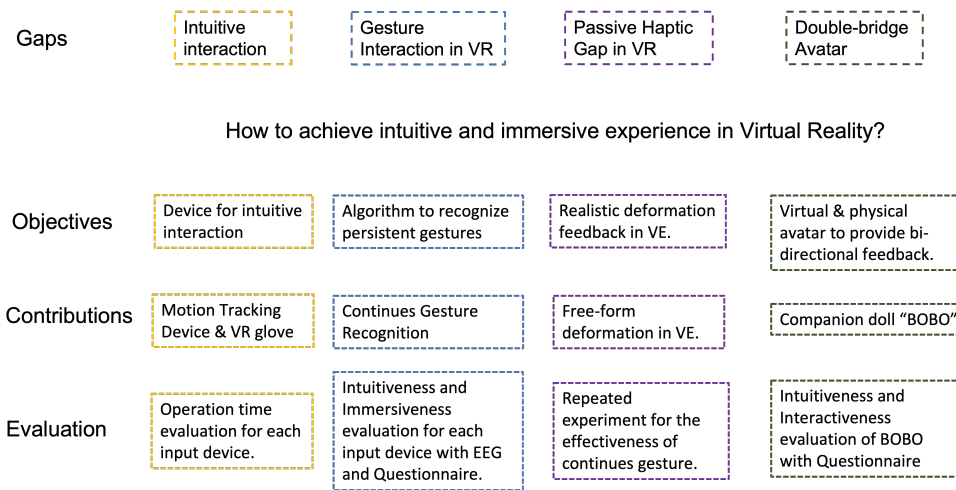 Gaps
Intuitive
interaction
Gesture
Interaction in VR
Passive Haptic
Gap in VR
Double-bridge
Avatar
How to achieve intuitive and immersive experience in Virtual Reality?
Objectives
Device for intuitive
interaction
Algorithm to recognize
persistent gestures
Realistic deformation
feedback in VE.
Virtual & physical
avatar to provide bi-
directional feedback.
Contributions
Motion Tracking
Device & VR glove
Continues Gesture
Recognition
Free-form
deformation in VE.
Companion doll “BOBO”
Evaluation
Operation time
evaluation for each
input device.
Intuitiveness and
Immersiveness
evaluation for each
input device with EEG
and Questionnaire.
Repeated
experiment for the
effectiveness of
continues gesture.
Intuitiveness and
Interactiveness
evaluation of BOBO
with Questionnaire